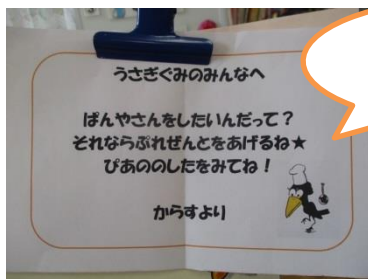 うさぎぐみのみんなへ
ぱんやさんをしたいんだって？
それならぷれぜんとをあげるね★
ぴあののしたをみてね！
からすより